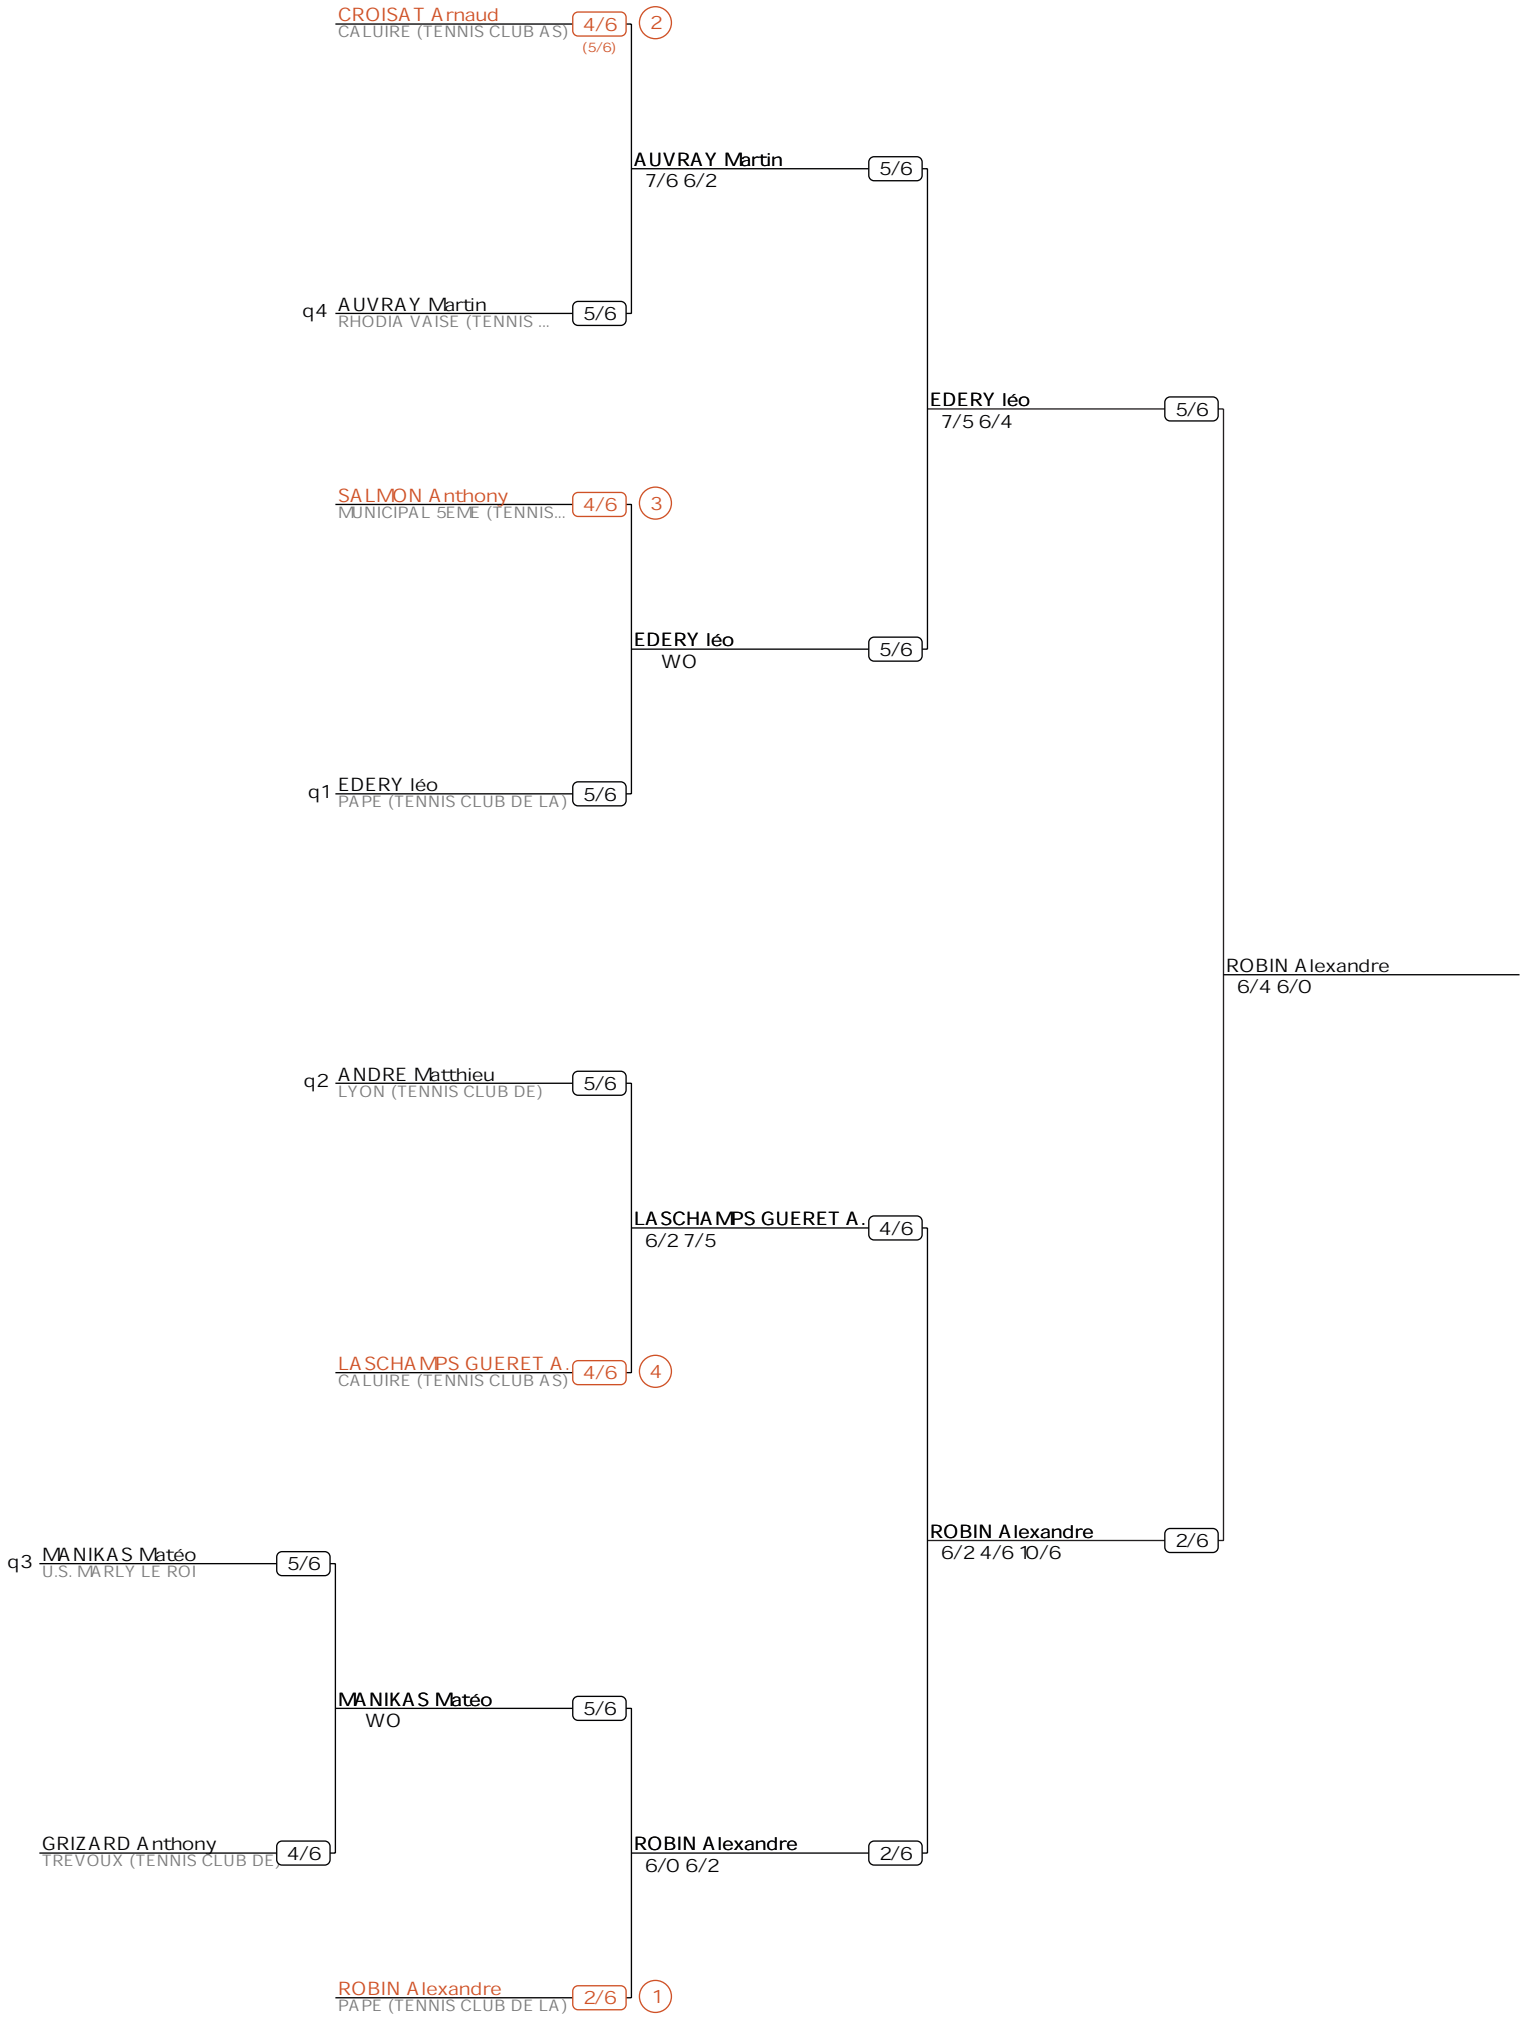 CROISAT Arnaud 4/6 2
CALUIRE (TENNIS CLUB AS) (5/6)
AUVRAY Martin 5/6
7/6 6/2
q4 AUVRAY Martin 5/6
RHODIA VAISE (TENNIS ...
EDERY léo 5/6
7/5 6/4
SALMON Anthony 4/6 3
MUNICIPAL 5EME (TENNIS...
EDERY léo 5/6
WO
q1 EDERY léo 5/6
PAPE (TENNIS CLUB DE LA)
ROBIN Alexandre
6/4 6/0
q2 ANDRE Matthieu 5/6
LYON (TENNIS CLUB DE)
LASCHAMPS GUERET A. 4/6
6/2 7/5
LASCHAMPS GUERET A. 4/6 4
CALUIRE (TENNIS CLUB AS)
ROBIN Alexandre 2/6
6/2 4/6 10/6
q3 MANIKAS Matéo 5/6
U.S. MARLY LE ROI
MANIKAS Matéo 5/6
WO
GRIZARD Anthony 4/6
TREVOUX (TENNIS CLUB DE)
ROBIN Alexandre 2/6
6/0 6/2
ROBIN Alexandre 2/6 1
PAPE (TENNIS CLUB DE LA)